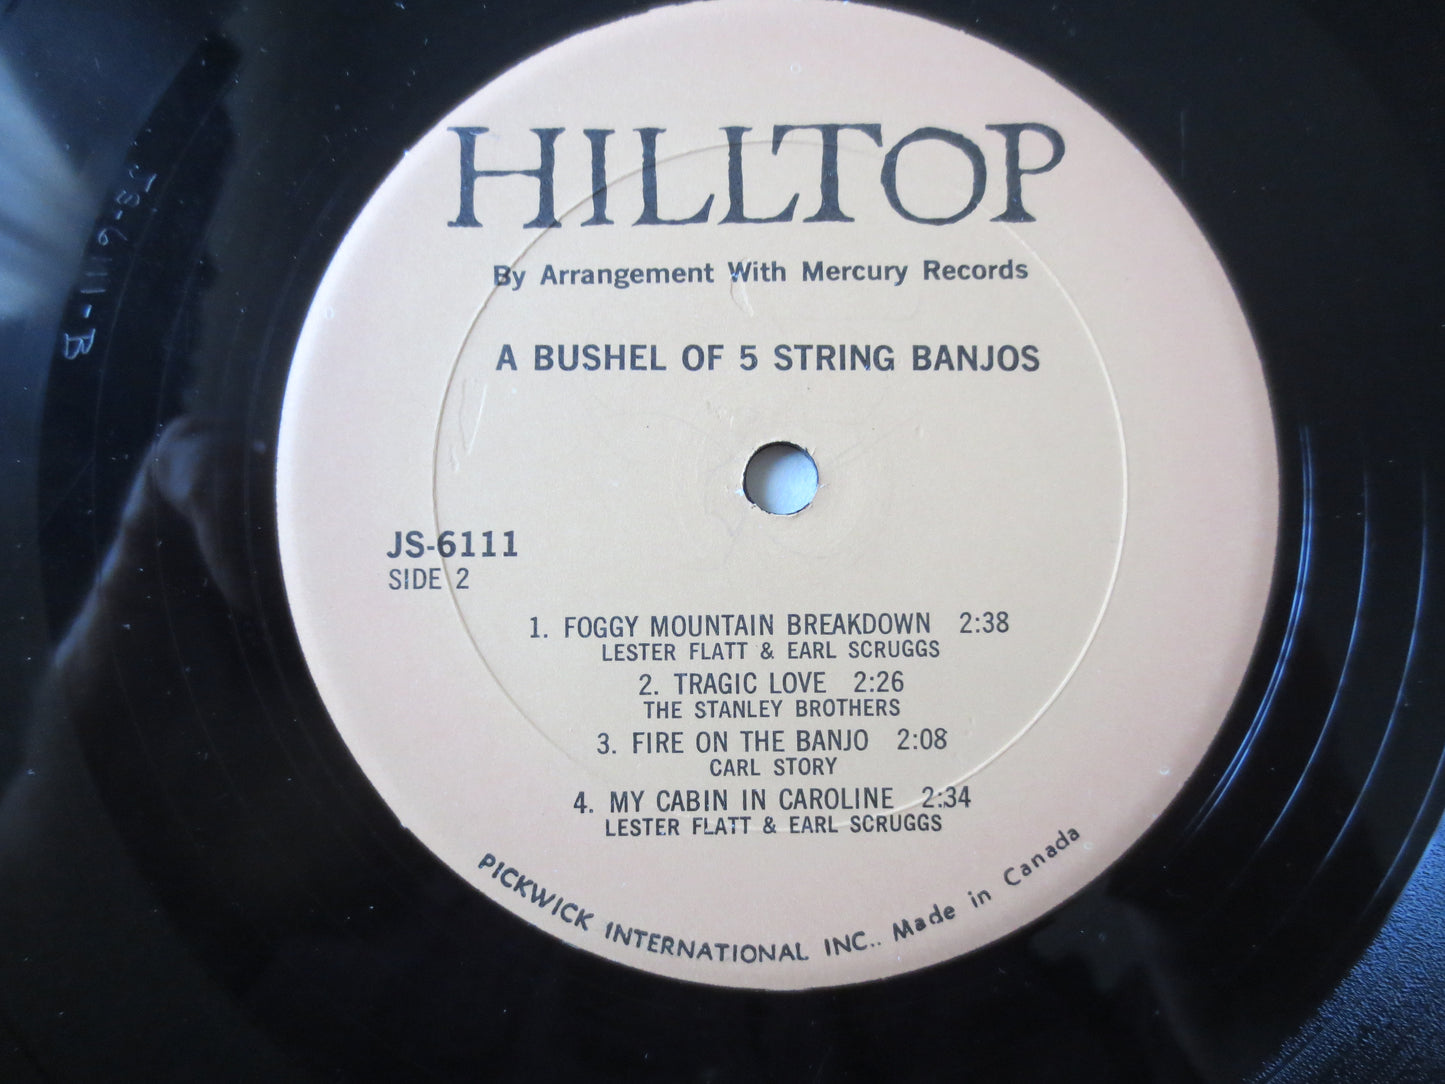 HILLTOP
By Arrangement With Mercury Records
A BUSHEL OF 5 STRING BANJOS
JS-6111
SIDE 2
1. FOGGY MOUNTAIN BREAKDOWN 2:38
LESTER FLATT & EARL SCRUGGS
2. TRAGIC LOVE 2:26
THE STANLEY BROTHERS
3. FIRE ON THE BANJO 2:08
CARL STORY
4. MY CABIN IN CAROLINE 2:34
LESTER FLATT & EARL SCRUGGS
PICKWICK INTERNATIONAL INC.. Made in Canada
JS-6111-B